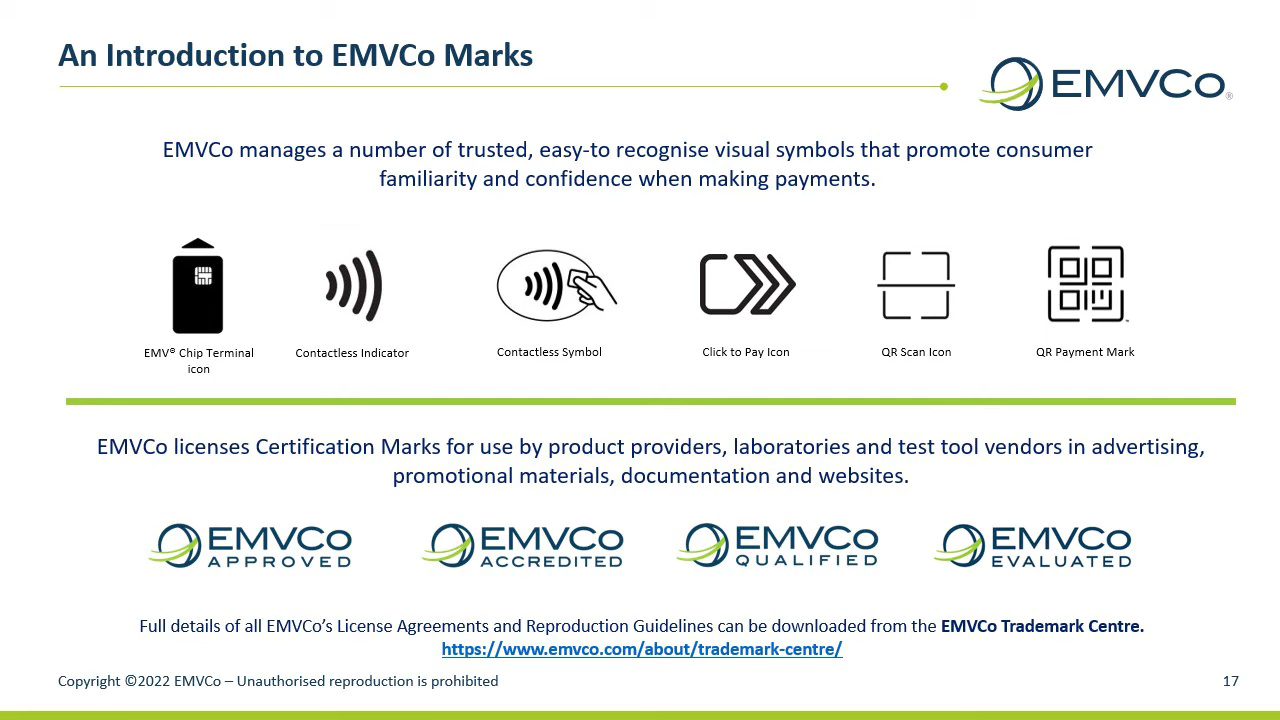 An Introduction to EMVCo Marks
EMVCo®
EMVCo manages a number of trusted, easy-to recognise visual symbols that promote consumer
familiarity and confidence when making payments.
EMV® Chip Terminal
icon
Contactless Indicator
Contactless Symbol
Click to Pay Icon
QR Scan Icon
QR Payment Mark
EMVCo licenses Certification Marks for use by product providers, laboratories and test tool vendors in advertising,
promotional materials, documentation and websites.
EMVCo
APPROVED
EMVCo
ACCREDITED
EMVCo
QUALIFIED
EMVCo
EVALUATED
Full details of all EMVCo’s License Agreements and Reproduction Guidelines can be downloaded from the EMVCo Trademark Centre.
https://www.emvco.com/about/trademark-centre/
Copyright ©2022 EMVCo – Unauthorised reproduction is prohibited
17